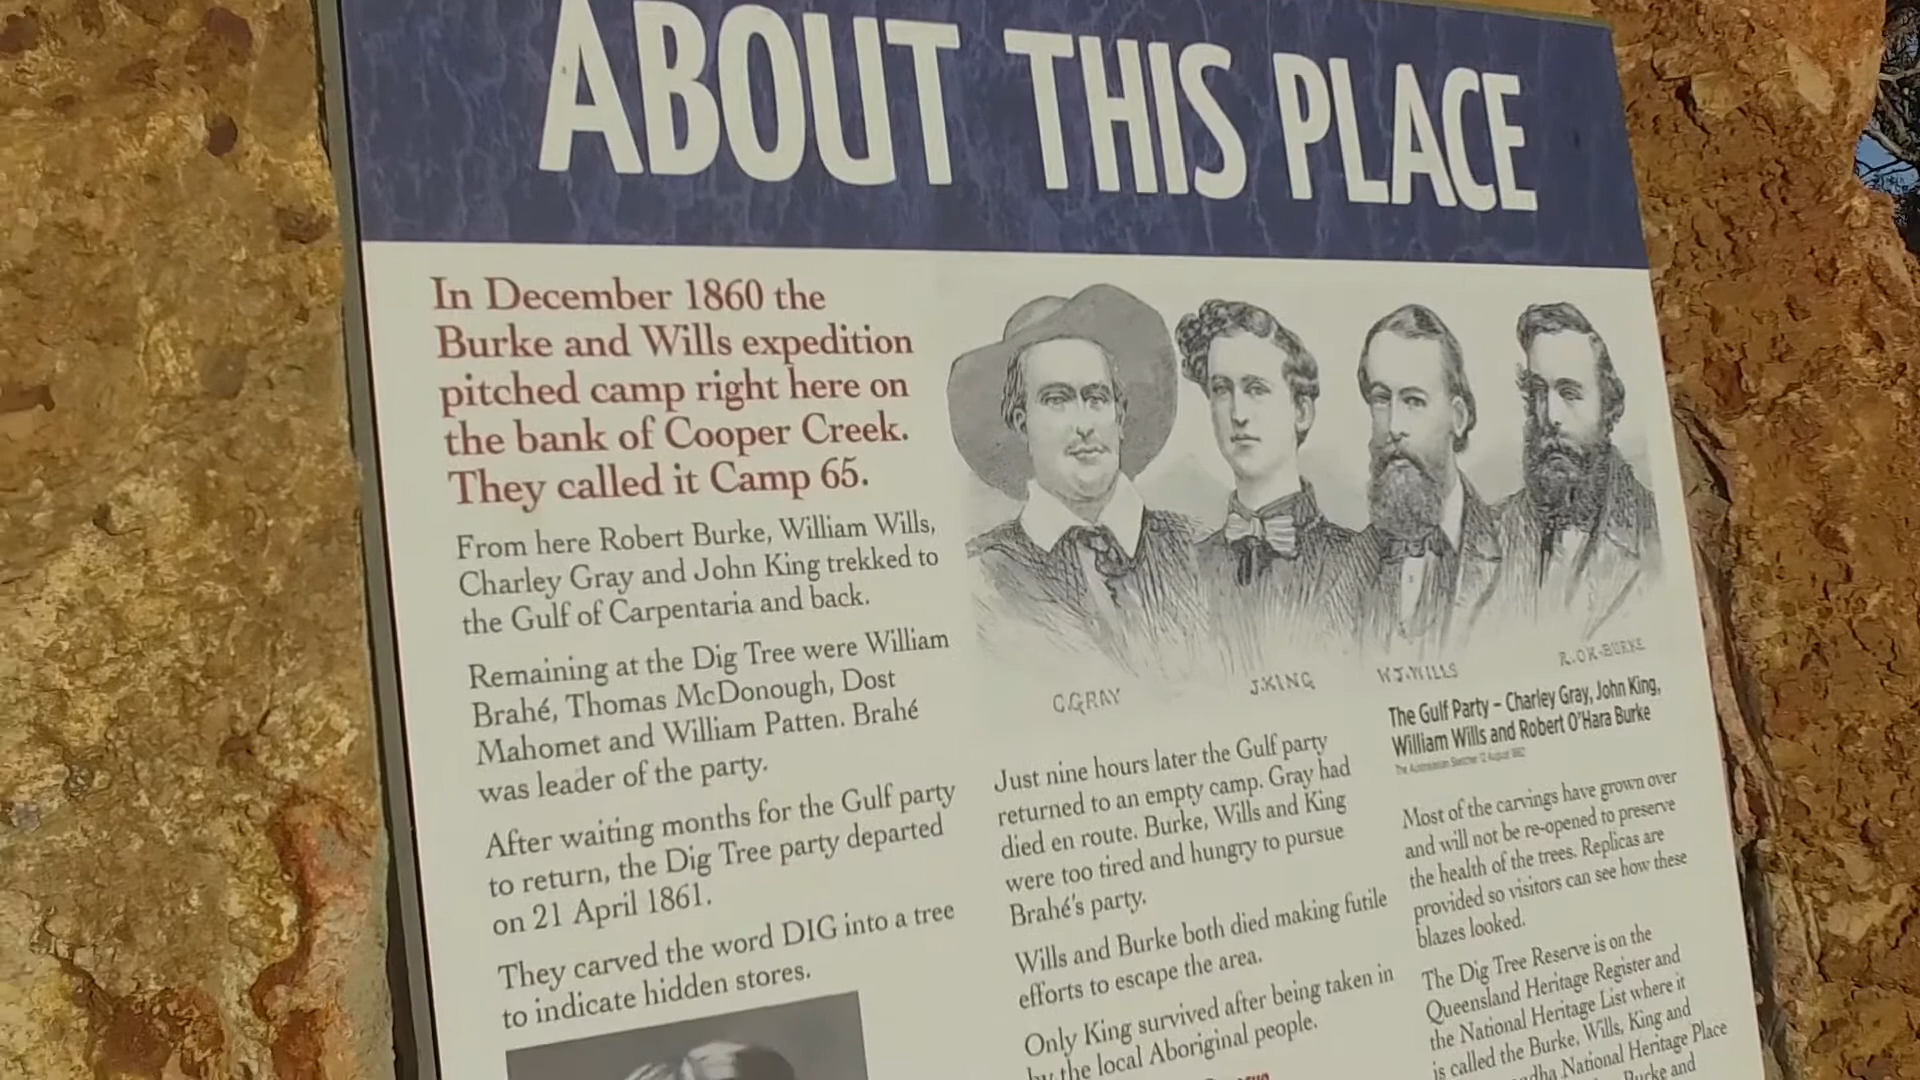 ABOUT THIS PLACE
In December 1860 the
Burke and Wills expedition
pitched camp right here on
the bank of Cooper Creek.
They called it Camp 65.
From here Robert Burke, William Wills,
Charley Gray and John King trekked to
the Gulf of Carpentaria and back.
Remaining at the Dig Tree were William
Brahé, Thomas McDonough, Dost
Mahomet and William Patten. Brahé
was leader of the party.
After waiting months for the Gulf party
to return, the Dig Tree party departed
on 21 April 1861.
They carved the word DIG into a tree
to indicate hidden stores.
C.GRAY
J.KING
W.J.WILLS
R.OH-BURKE
The Gulf Party – Charley Gray, John King,
William Wills and Robert O'Hara Burke
Just nine hours later the Gulf party
returned to an empty camp. Gray had
died en route. Burke, Wills and King
were too tired and hungry to pursue
Brahé's party.
Wills and Burke both died making futile
efforts to escape the area.
Only King survived after being taken in
by the local Aboriginal people.
Most of the carvings have grown over
and will not be re-opened to preserve
the health of the trees. Replicas are
provided so visitors can see how these
blazes looked.
The Dig Tree Reserve is on the
Queensland Heritage Register and
the National Heritage List where it
is called the Burke, Wills, King and
National Heritage Place
Burke and